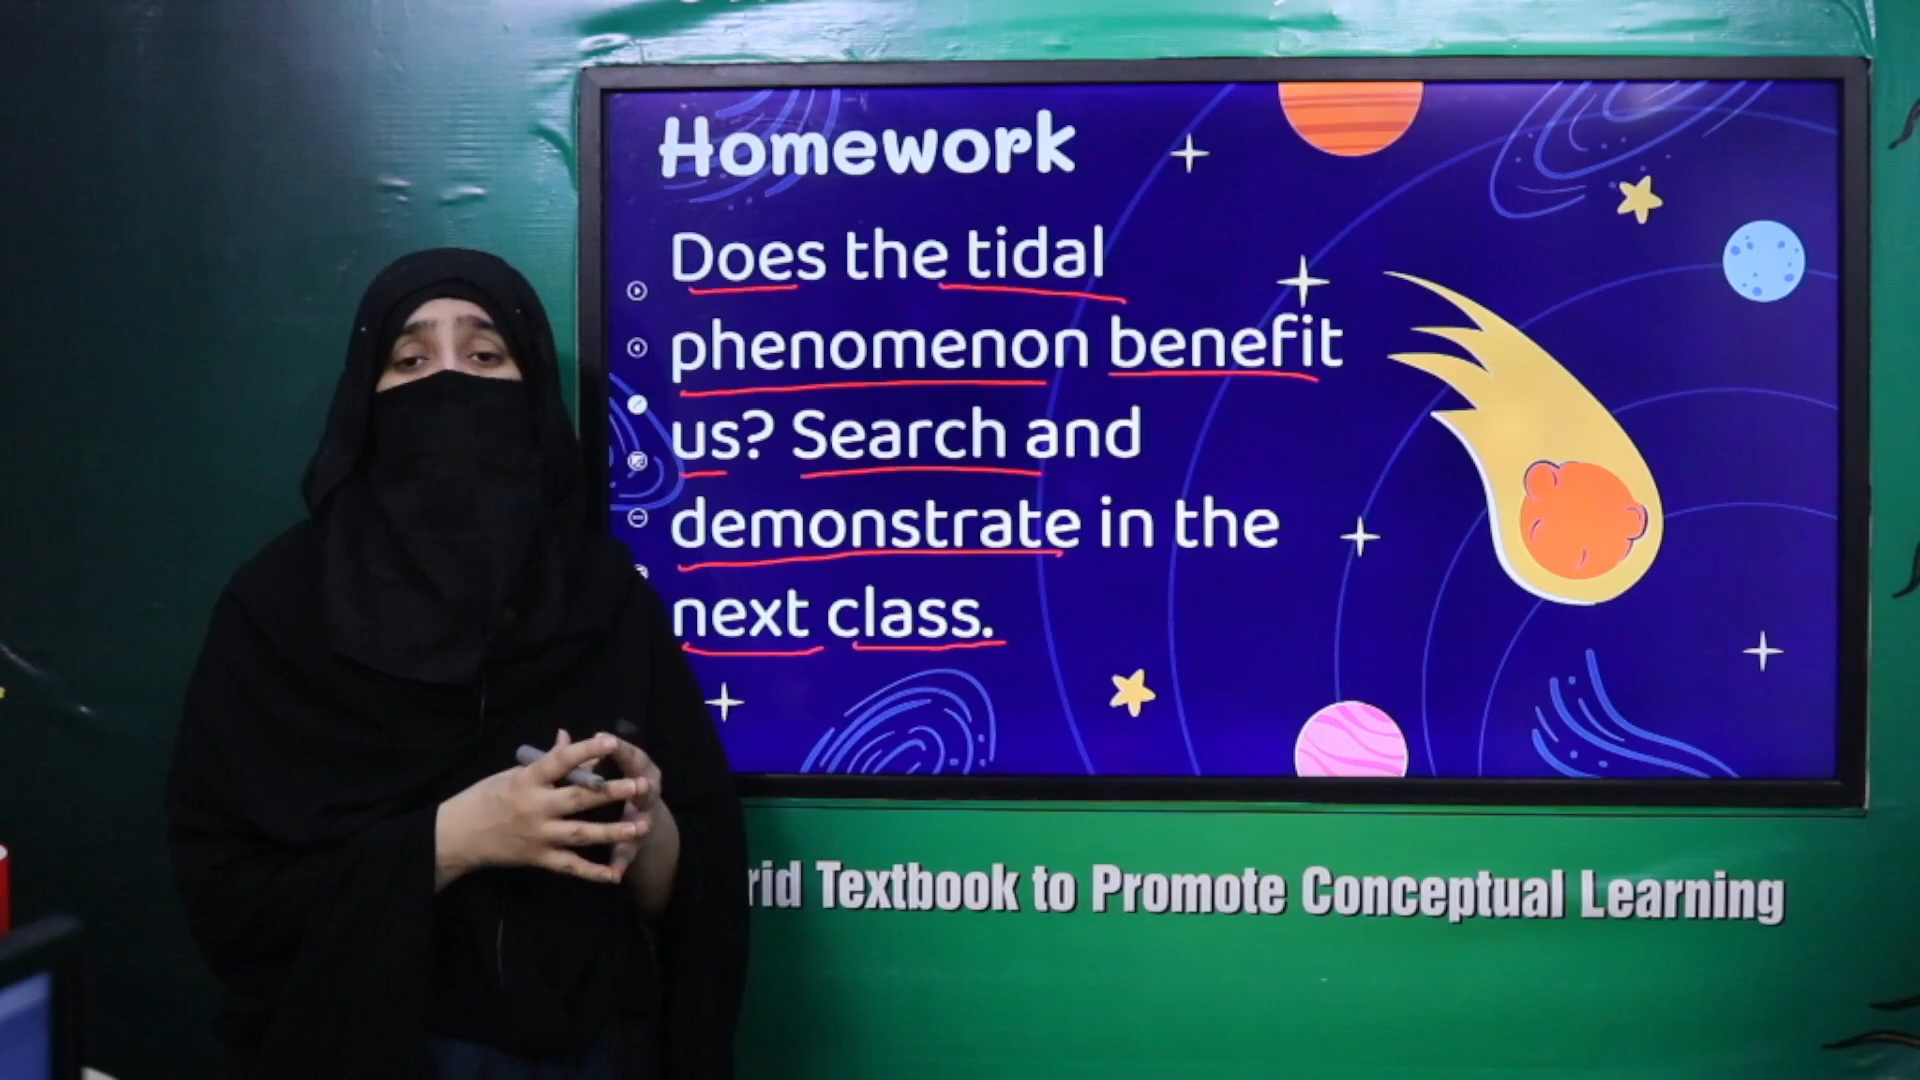 Homework
Does the tidal
phenomenon benefit
us? Search and
demonstrate in the
next class.
Textbook to Promote Conceptual Learning